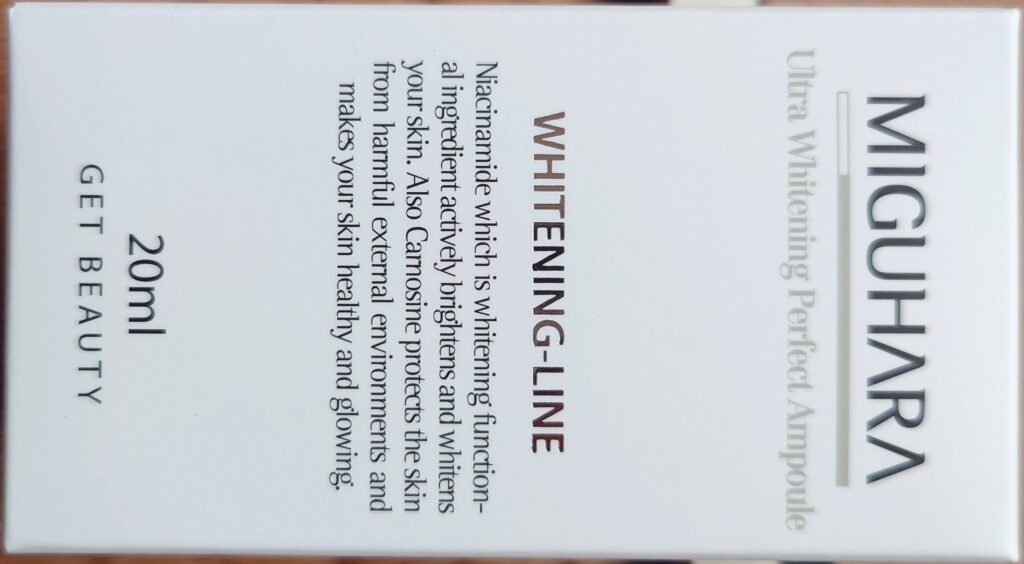 MIGUHARA
Ultra Whitening Perfect Ampoule
WHITENING-LINE
Niacinamide which is whitening function-
al ingredient actively brightens and whitens
your skin. Also Carnosine protects the skin
from harmful external environments and
makes your skin healthy and glowing.
20ml
GET BEAUTY